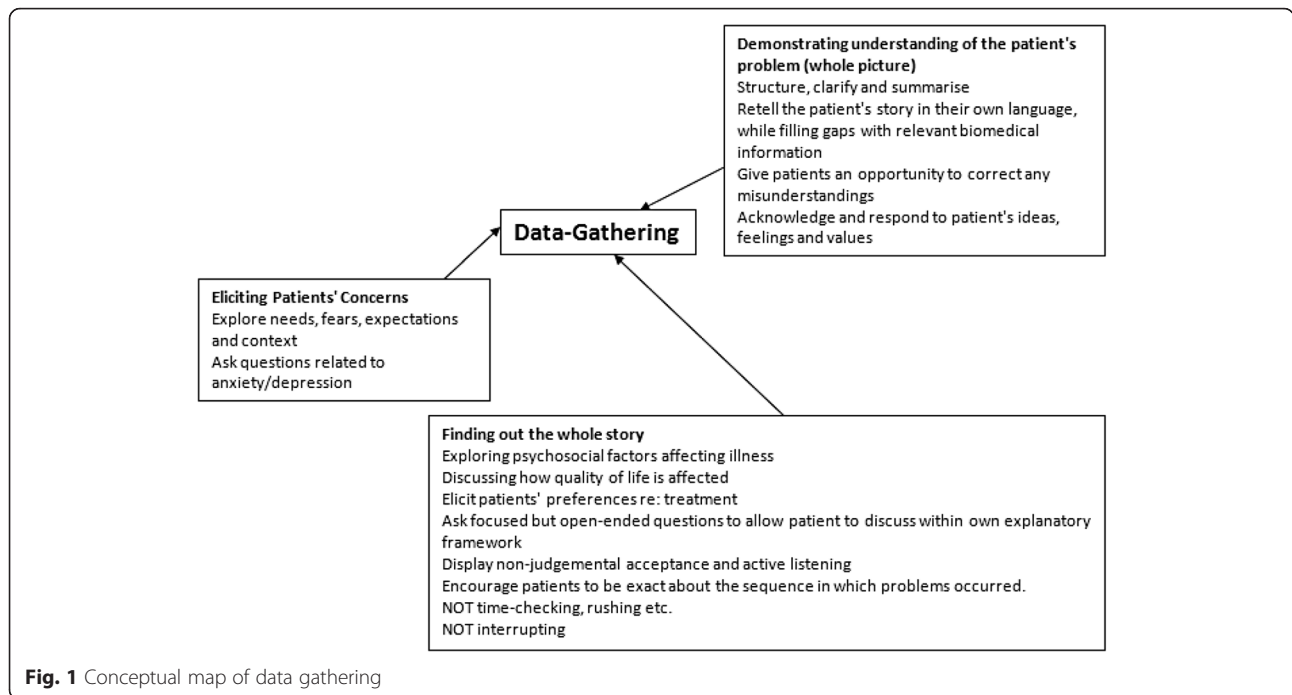 Demonstrating understanding of the patient's
problem (whole picture)
Structure, clarify and summarise
Retell the patient's story in their own language,
while filling gaps with relevant biomedical
information
Give patients an opportunity to correct any
misunderstandings
Acknowledge and respond to patient's ideas,
feelings and values
Data-Gathering
Eliciting Patients' Concerns
Explore needs, fears, expectations
and context
Ask questions related to
anxiety/depression
Finding out the whole story
Exploring psychosocial factors affecting illness
Discussing how quality of life is affected
Elicit patients' preferences re: treatment
Ask focused but open-ended questions to allow patient to discuss within own explanatory
framework
Display non-judgemental acceptance and active listening
Encourage patients to be exact about the sequence in which problems occurred.
NOT time-checking, rushing etc.
NOT interrupting
Fig. 1 Conceptual map of data gathering